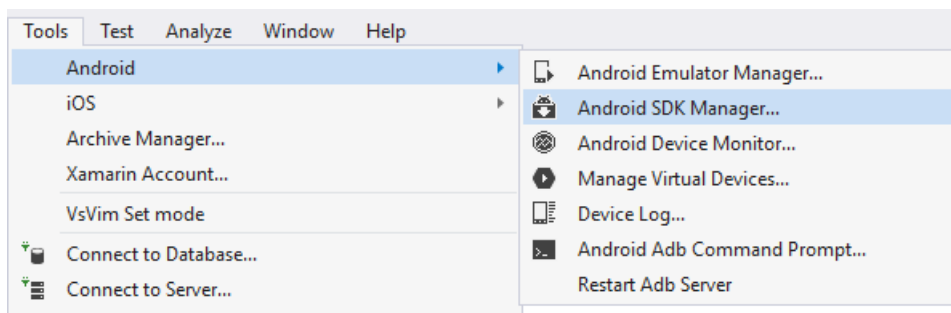 Tools Test Analyze Window Help
Android
iOS
Archive Manager...
Xamarin Account...
VsVim Set mode
Connect to Database...
Connect to Server...
Android Emulator Manager...
Android SDK Manager...
Android Device Monitor...
Manage Virtual Devices...
Device Log...
Android Adb Command Prompt...
Restart Adb Server